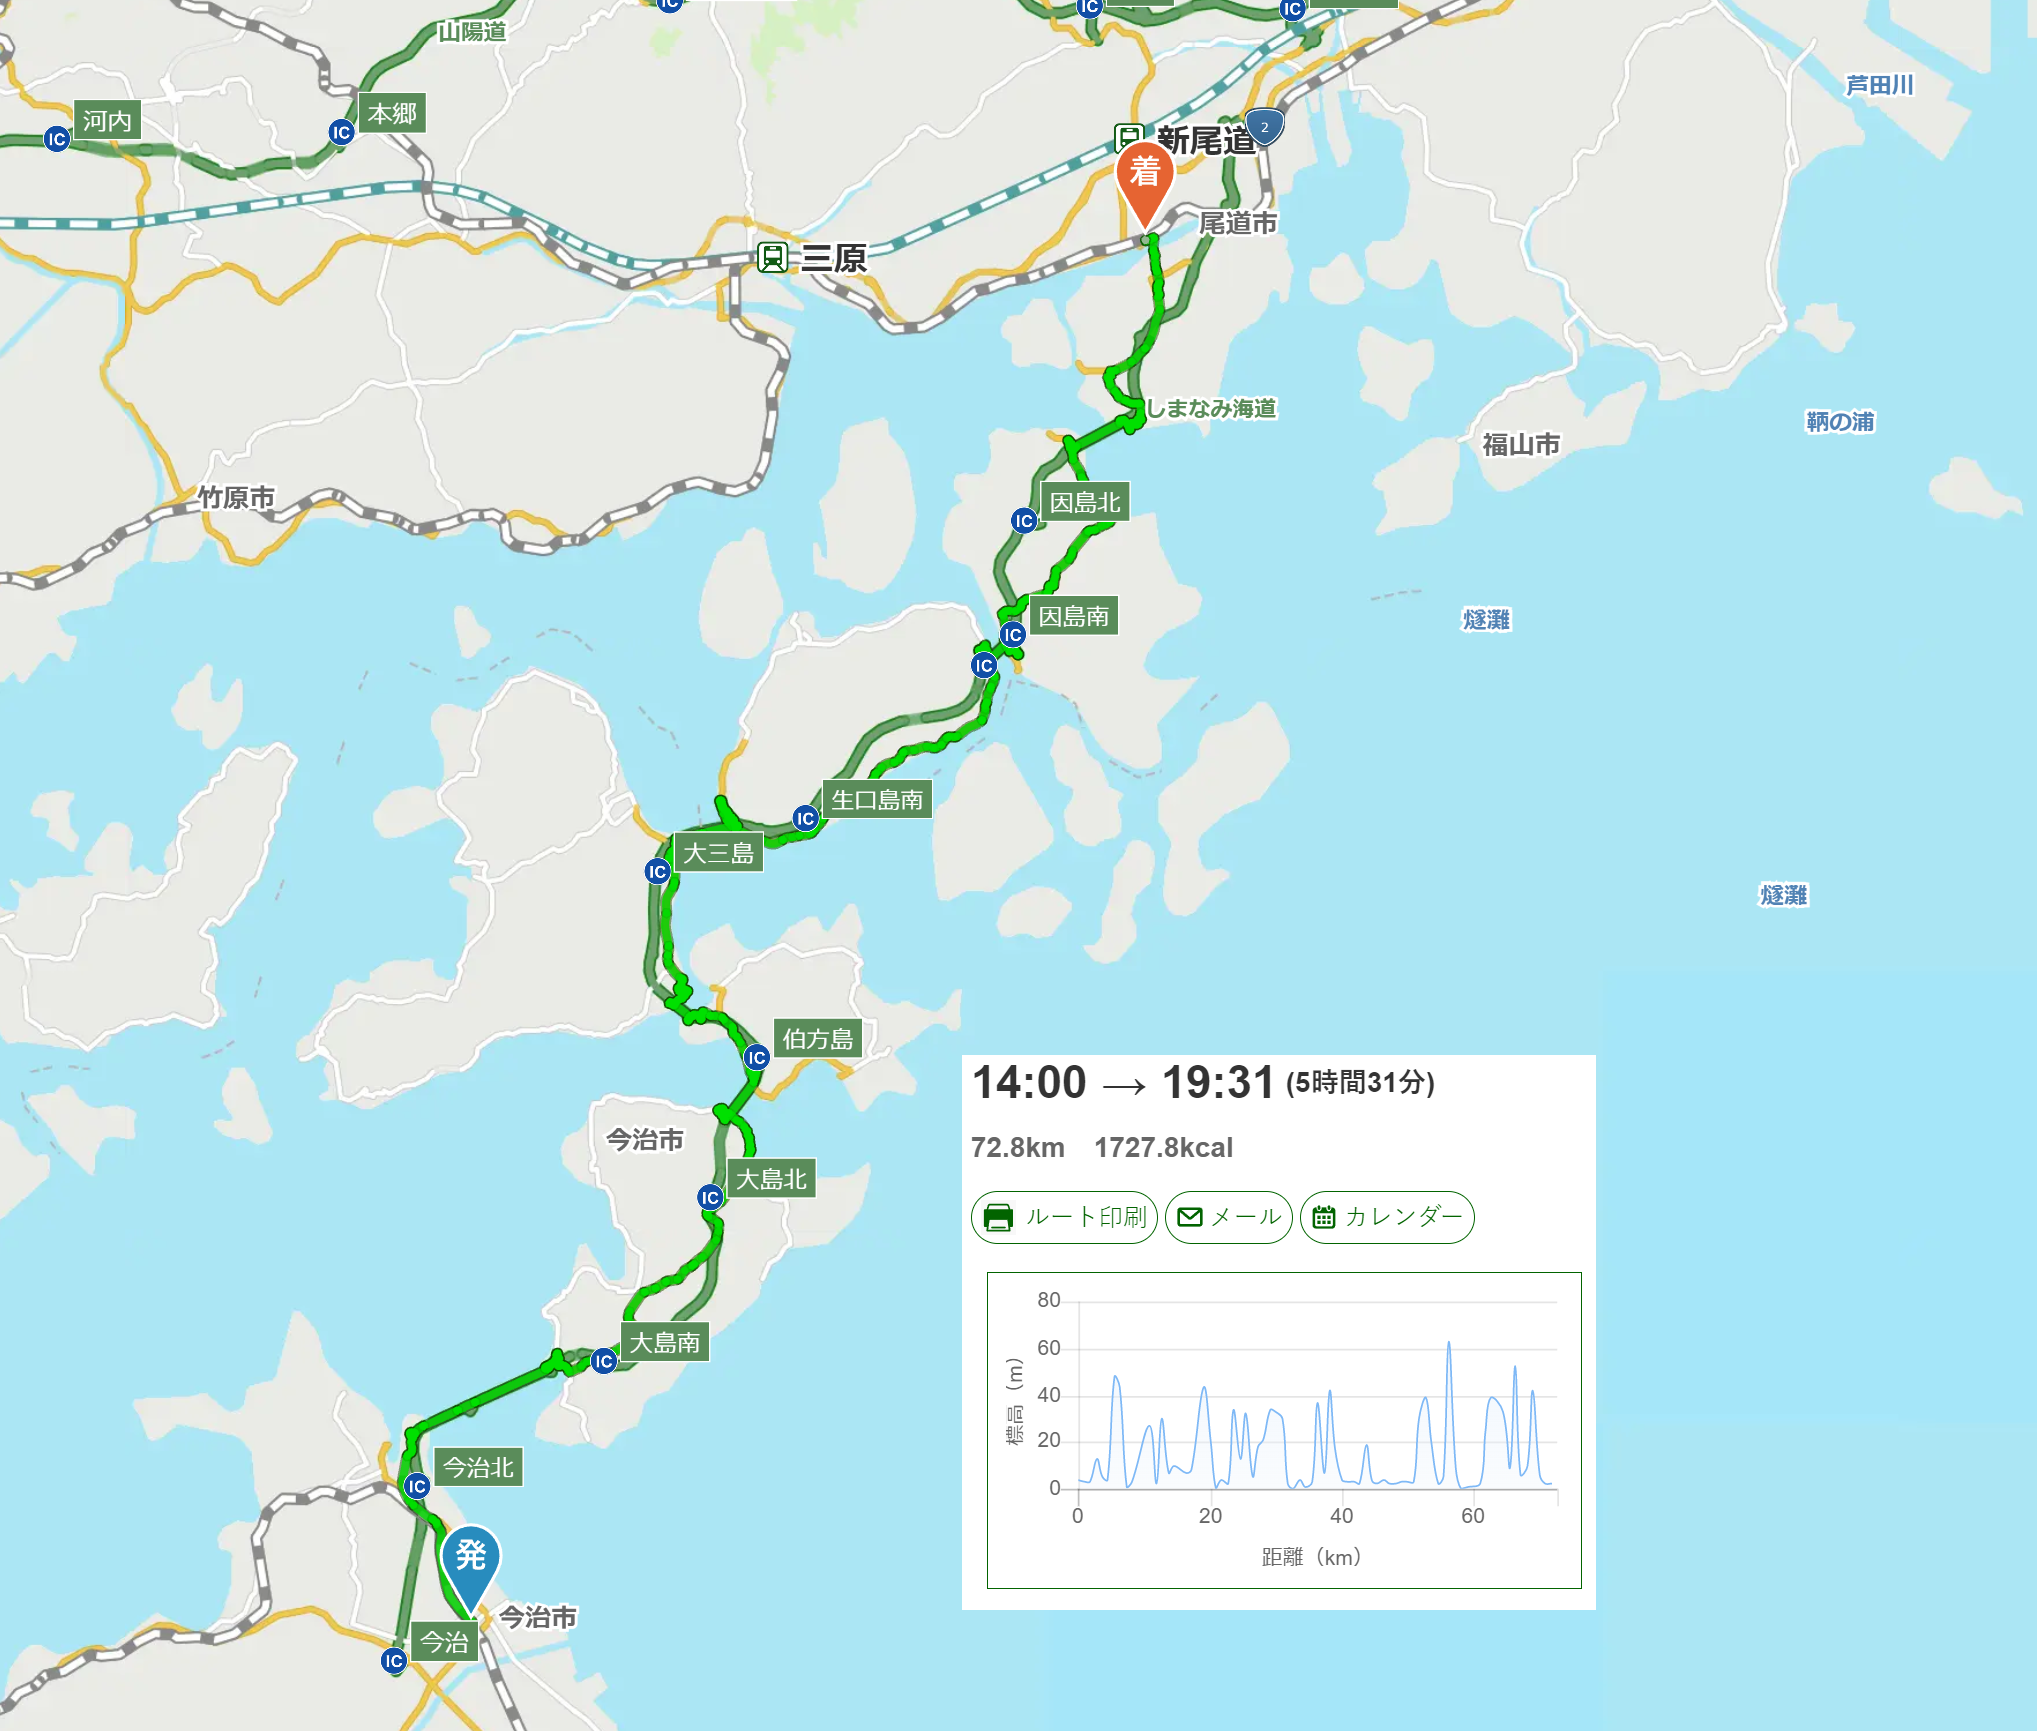 IC
IC
IC
山陽道
芦田川
河内
IC
本郷
IC
2
新尾道
着
尾道市
三原
しまなみ海道
鞆の浦
福山市
竹原市
因島北
IC
因島南
IC
燧灘
IC
生口島南
IC
大三島
IC
燧灘
伯方島
IC
今治市
大島北
IC
大島南
IC
今治北
IC
発
今治市
今治
IC
14:00 → 19:31 (5時間31分)
72.8km 1727.8kcal
ルート印刷 メール カレンダー
80
60
40
20
0
標高（m）
0 20 40 60
距離（km）